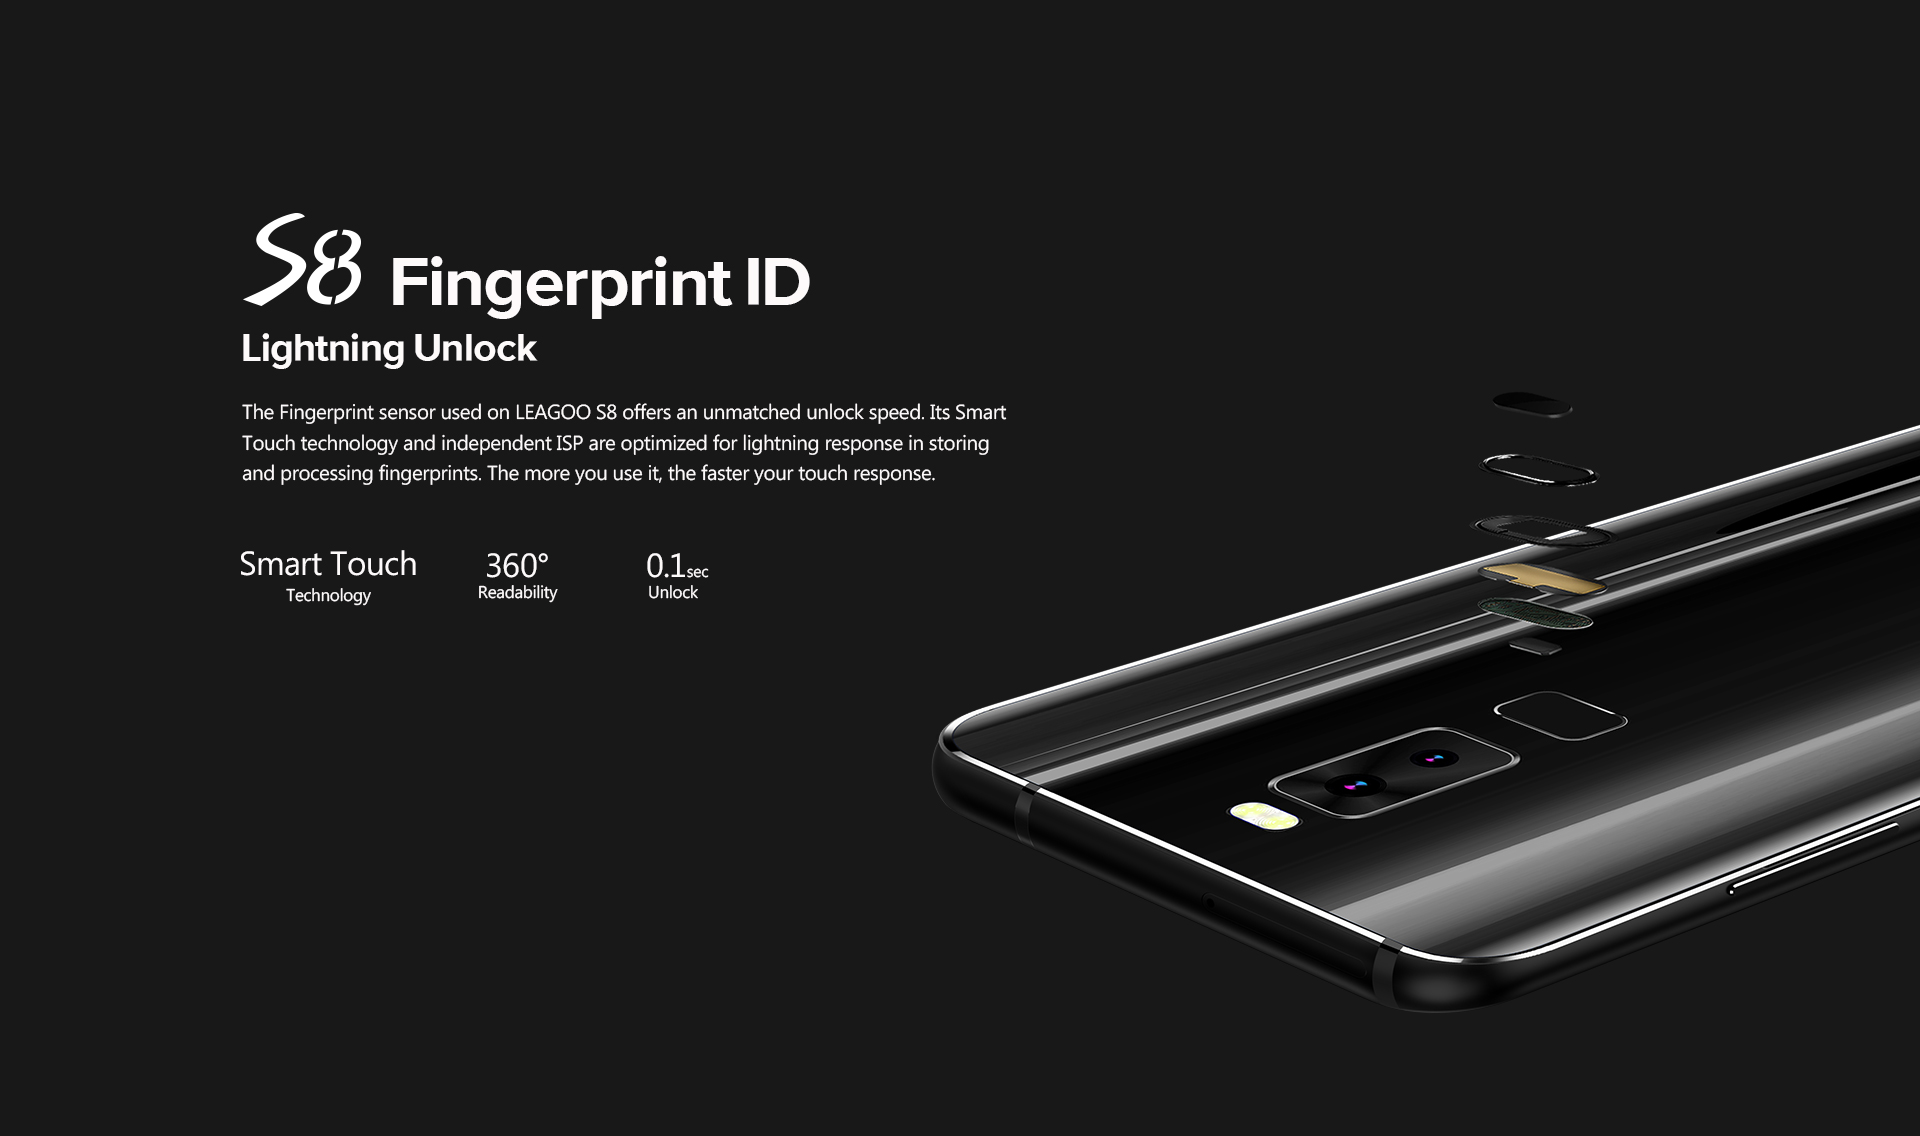 S8 Fingerprint ID
Lightning Unlock
The Fingerprint sensor used on LEAGOO S8 offers an unmatched unlock speed. Its Smart
Touch technology and independent ISP are optimized for lightning response in storing
and processing fingerprints. The more you use it, the faster your touch response.
Smart Touch
Technology
360°
Readability
0.1sec
Unlock